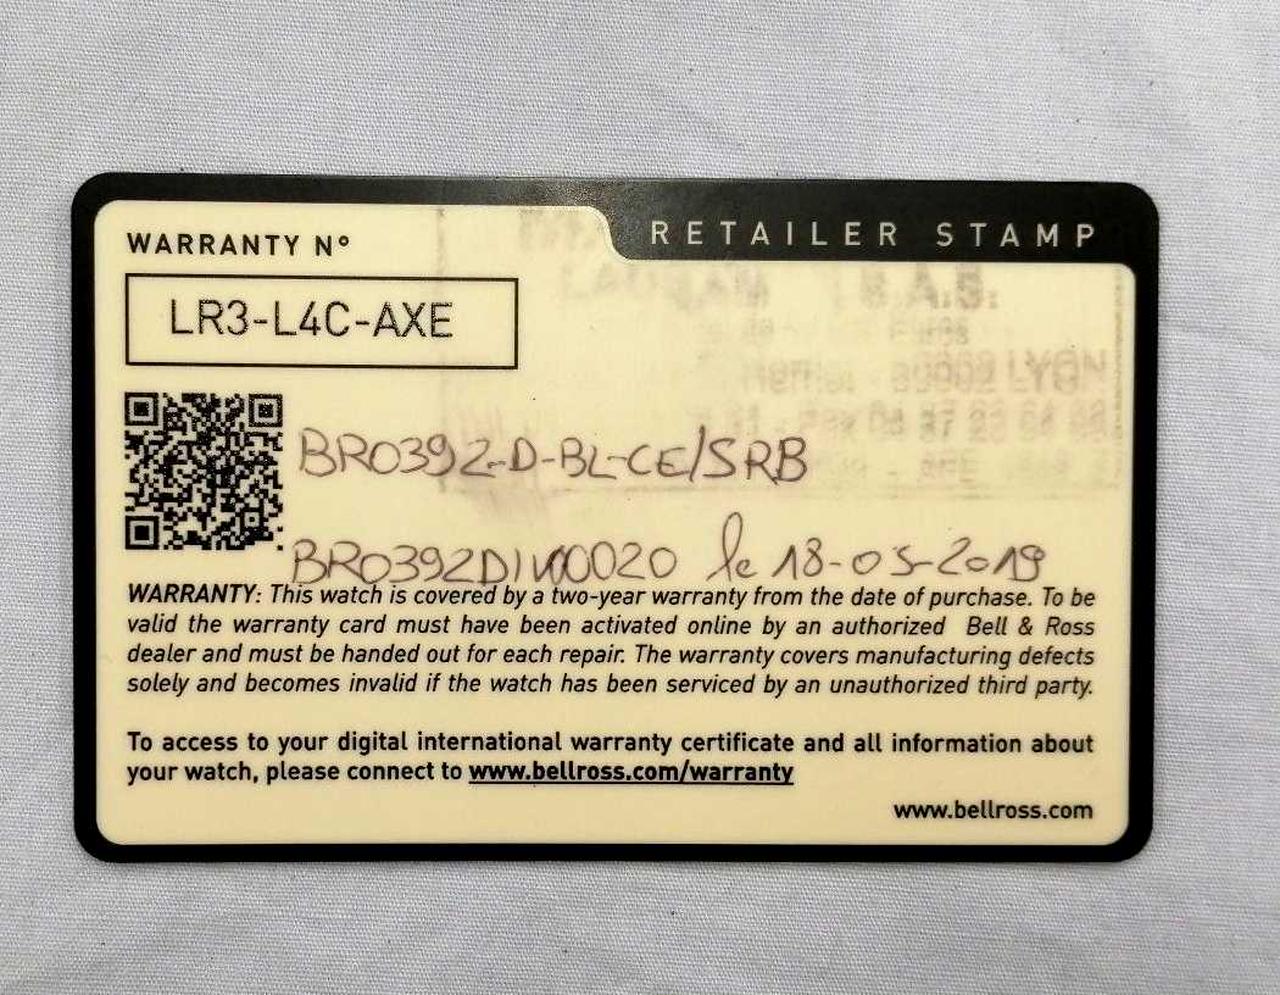 WARRANTY N° RETAILER STAMP
LR3-L4C-AXE
69002 LYON
BR0392-D-BL-CE/SRB
BR0392DIV00020 le 18-05-2019
WARRANTY: This watch is covered by a two-year warranty from the date of purchase. To be
valid the warranty card must have been activated online by an authorized Bell & Ross
dealer and must be handed out for each repair. The warranty covers manufacturing defects
solely and becomes invalid if the watch has been serviced by an unauthorized third party.
To access to your digital international warranty certificate and all information about
your watch, please connect to www.bellross.com/warranty
www.bellross.com